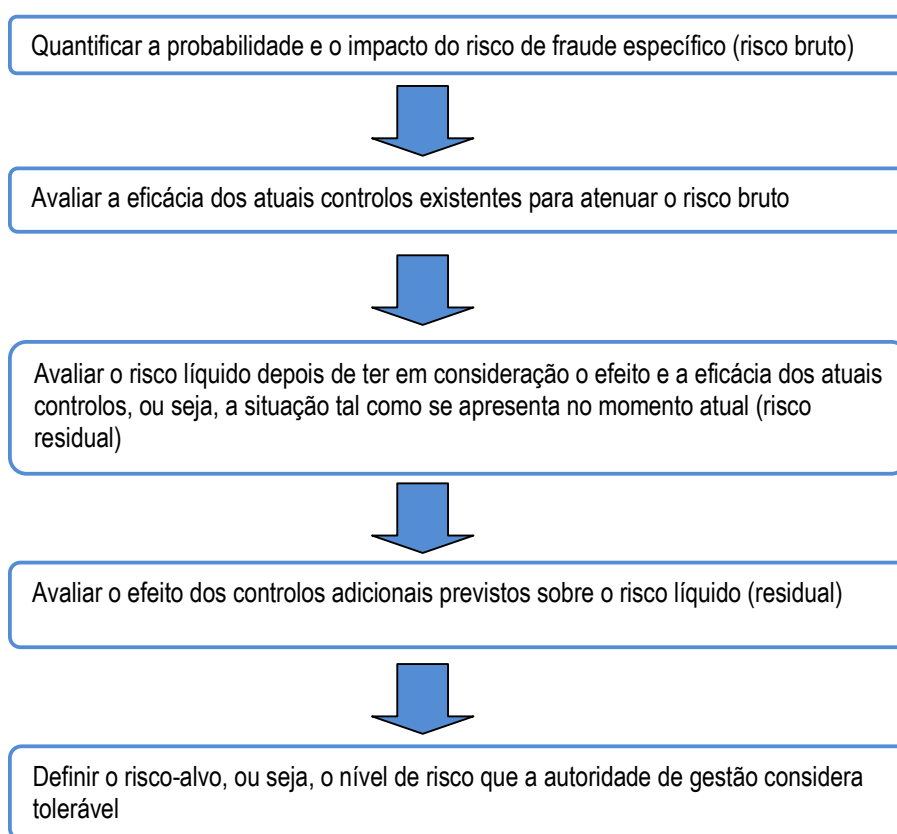 Quantificar a probabilidade e o impacto do risco de fraude específico (risco bruto)
Avaliar a eficácia dos atuais controlos existentes para atenuar o risco bruto
Avaliar o risco líquido depois de ter em consideração o efeito e a eficácia dos atuais
controlos, ou seja, a situação tal como se apresenta no momento atual (risco
residual)
Avaliar o efeito dos controlos adicionais previstos sobre o risco líquido (residual)
Definir o risco-alvo, ou seja, o nível de risco que a autoridade de gestão considera
tolerável